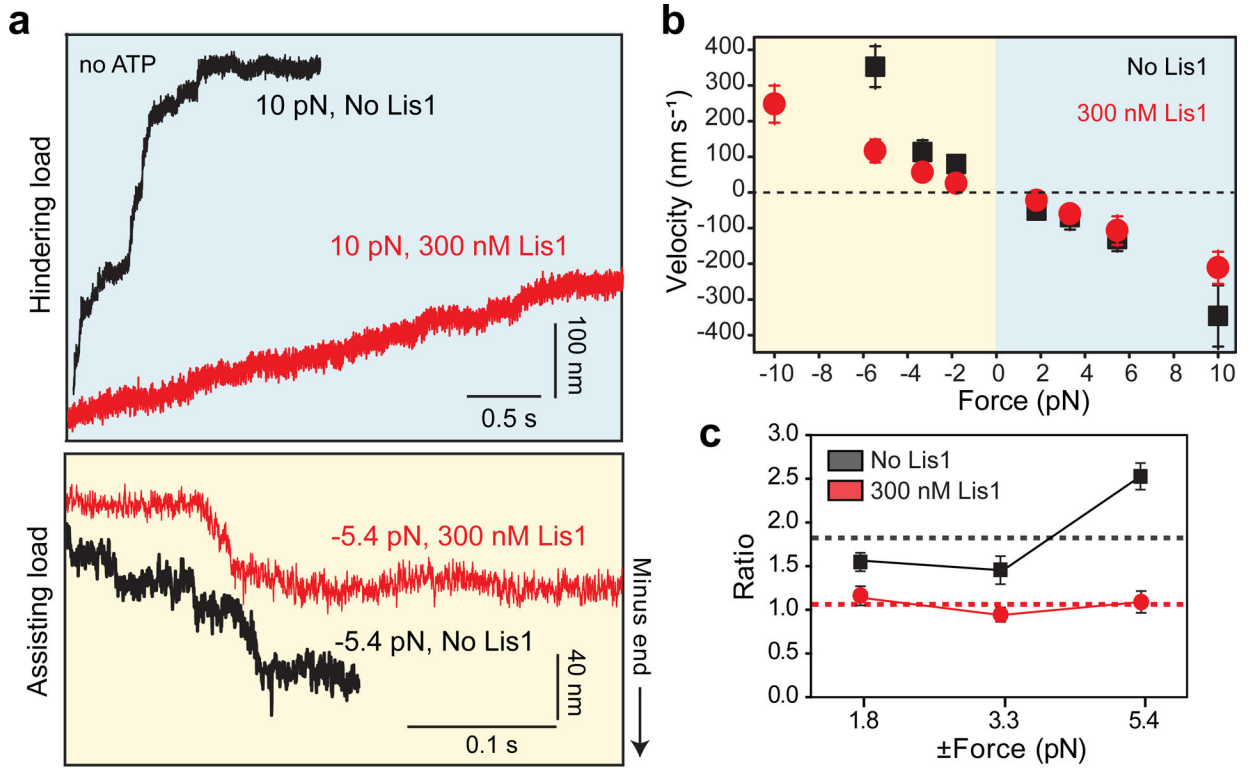 a
no ATP
10 pN, No Lis1
10 pN, 300 nM Lis1
100 nm
0.5 s
Hindering load
-5.4 pN, 300 nM Lis1
-5.4 pN, No Lis1
40 nm
0.1 s
Assisting load
Minus end
b
No Lis1
300 nM Lis1
400
300
200
100
0
-100
-200
-300
-400
Velocity (nm s⁻¹)
-10 -8 -6 -4 -2 0 2 4 6 8 10
Force (pN)
c
No Lis1
300 nM Lis1
3.0
2.5
2.0
1.5
1.0
0.5
0.0
Ratio
1.8 3.3 5.4
±Force (pN)